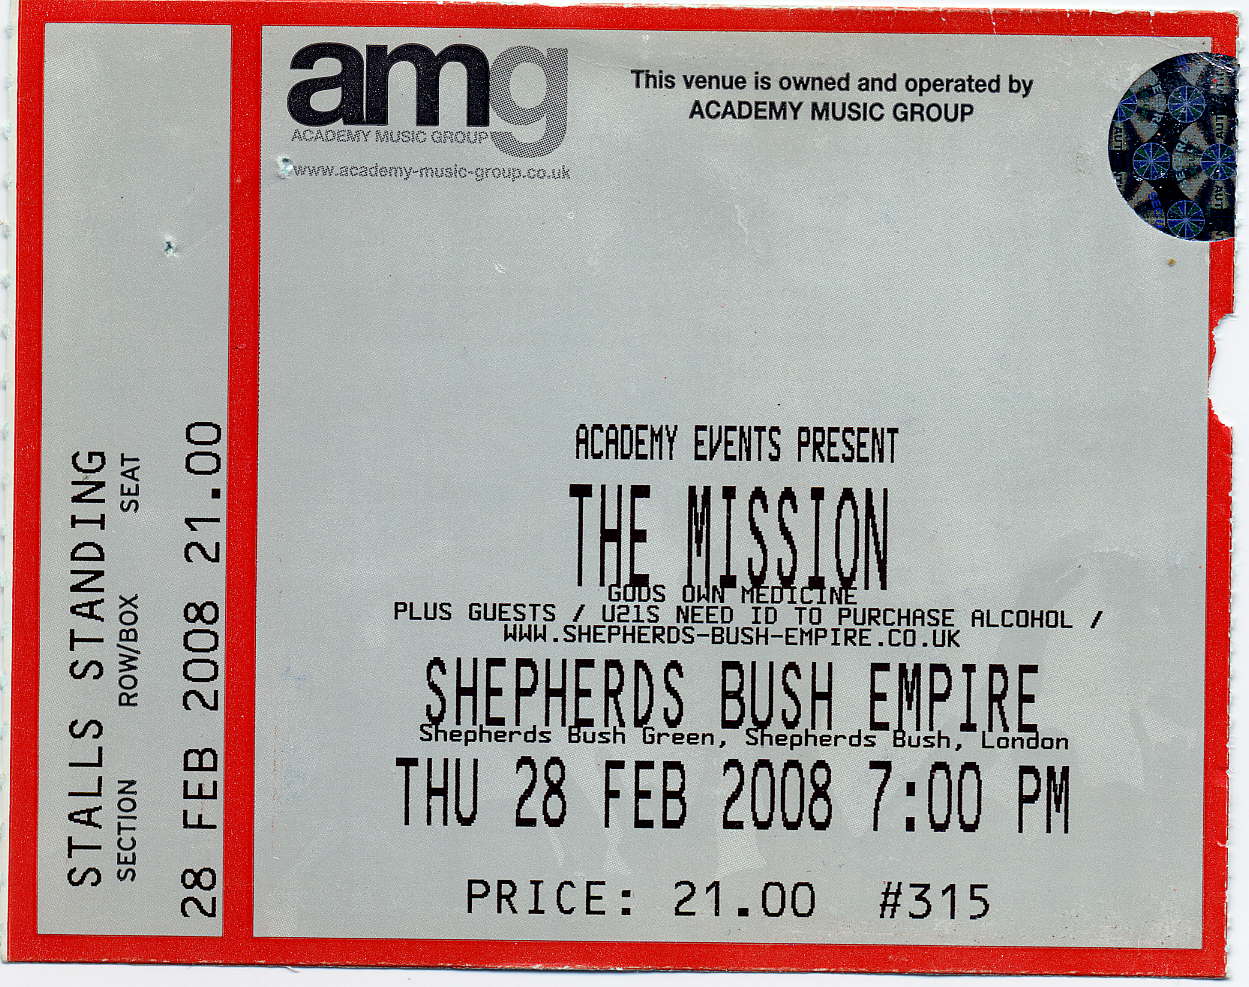 amg
ACADEMY MUSIC GROUP
www.academy-music-group.co.uk
This venue is owned and operated by
ACADEMY MUSIC GROUP
ACADEMY EVENTS PRESENT
THE MISSION
GODS OWN MEDICINE
PLUS GUESTS / U21S NEED ID TO PURCHASE ALCOHOL /
WWW.SHEPHERDS-BUSH-EMPIRE.CO.UK
SHEPHERDS BUSH EMPIRE
Shepherds Bush Green, Shepherds Bush, London
THU 28 FEB 2008 7:00 PM
PRICE: 21.00 #315
STALLS STANDING
SECTION ROW/BOX SEAT
28 FEB 2008 21.00